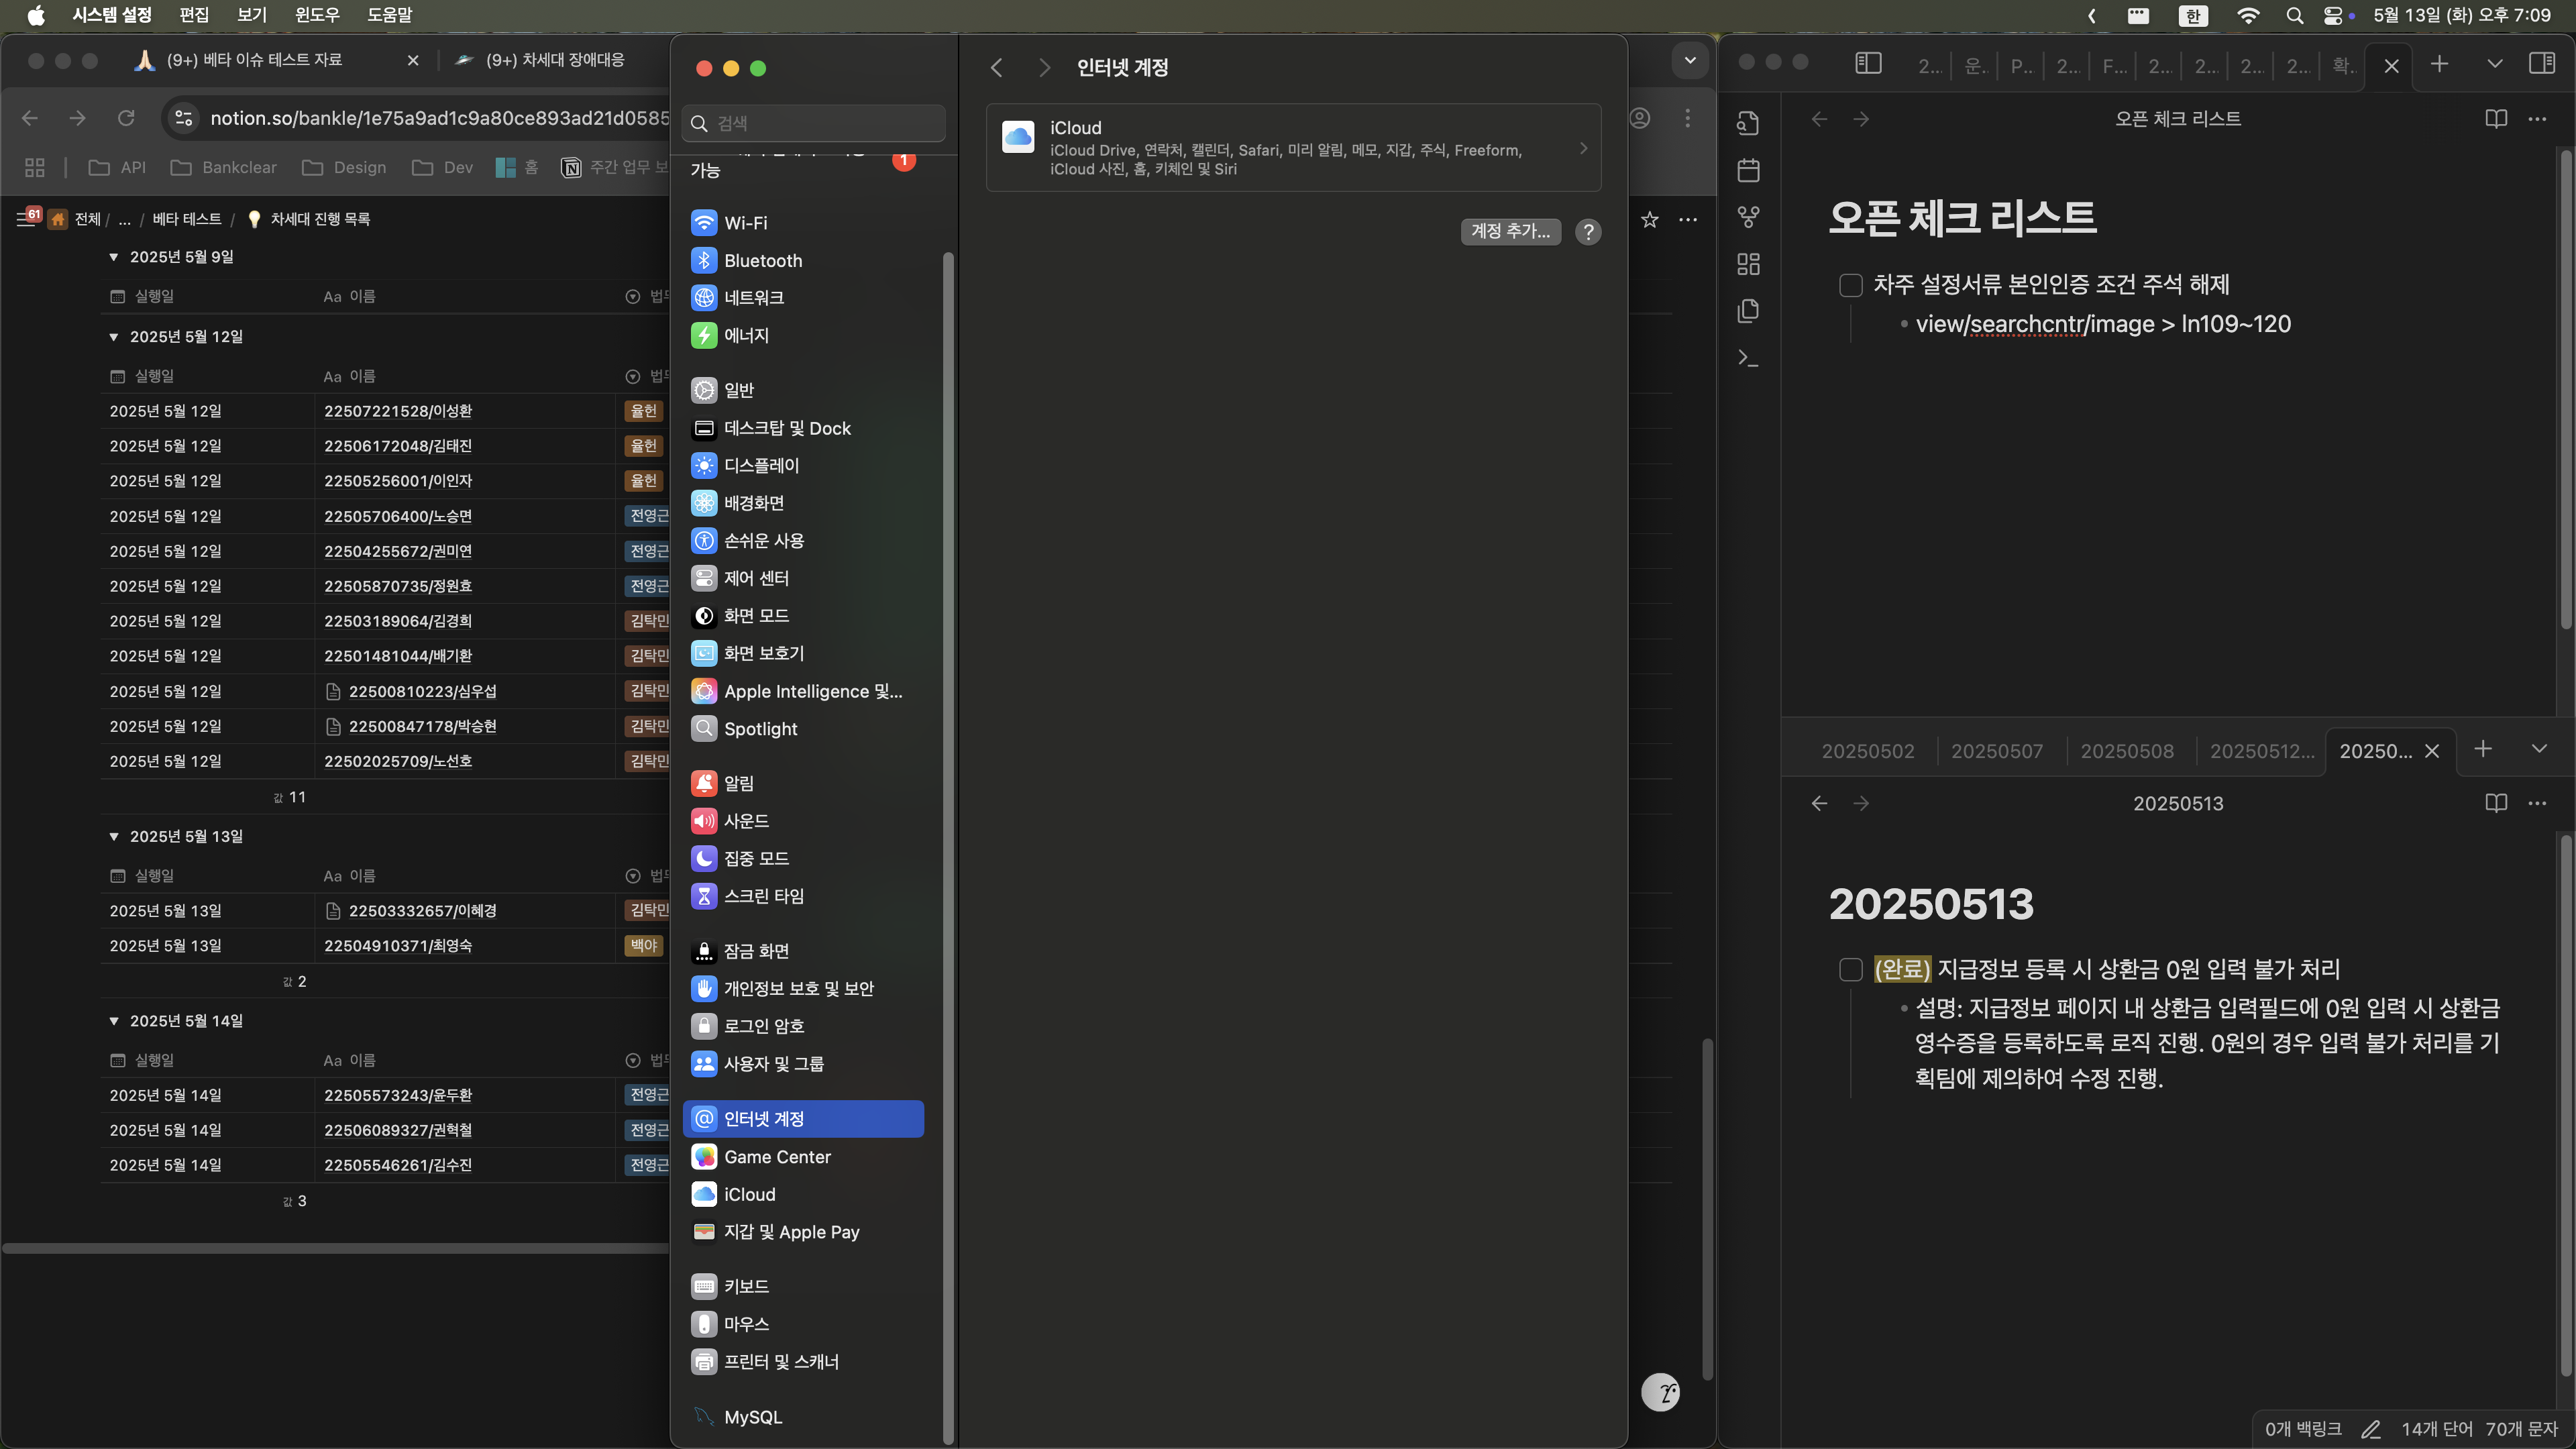 시스템 설정 편집 보기 윈도우 도움말
한 5월 13일 (화) 오후 7:09
(9+) 베타 이슈 테스트 자료
(9+) 차세대 장애대응
notion.so/bankle/1e75a9ad1c9a80ce893ad21d0585
API Bankclear Design Dev 홈 주간 업무 보
61 전체 / ... / 베타 테스트 / 차세대 진행 목록
2025년 5월 9일
실행일 Aa 이름
2025년 5월 12일
실행일 Aa 이름
2025년 5월 12일 22507221528/이성환 율헌
2025년 5월 12일 22506172048/김태진 율헌
2025년 5월 12일 22505256001/이인자 율헌
2025년 5월 12일 22505706400/노승면 전영근
2025년 5월 12일 22504255672/권미연 전영근
2025년 5월 12일 22505870735/정원효 전영근
2025년 5월 12일 22503189064/김경희 김탁민
2025년 5월 12일 22501481044/배기환 김탁민
2025년 5월 12일 22500810223/심우섭 김탁민
2025년 5월 12일 22500847178/박승현 김탁민
2025년 5월 12일 22502025709/노선호 김탁민
값 11
2025년 5월 13일
실행일 Aa 이름
2025년 5월 13일 22503332657/이혜경 김탁민
2025년 5월 13일 22504910371/최영숙 백야
값 2
2025년 5월 14일
실행일 Aa 이름
2025년 5월 14일 22505573243/윤두환 전영근
2025년 5월 14일 22506089327/권혁철 전영근
2025년 5월 14일 22505546261/김수진 전영근
값 3
검색
가능
1
Wi-Fi
Bluetooth
네트워크
에너지
일반
데스크탑 및 Dock
디스플레이
배경화면
손쉬운 사용
제어 센터
화면 모드
화면 보호기
Apple Intelligence 및...
Spotlight
알림
사운드
집중 모드
스크린 타임
잠금 화면
개인정보 보호 및 보안
로그인 암호
사용자 및 그룹
인터넷 계정
Game Center
iCloud
지갑 및 Apple Pay
키보드
마우스
프린터 및 스캐너
MySQL
인터넷 계정
iCloud
iCloud Drive, 연락처, 캘린더, Safari, 미리 알림, 메모, 지갑, 주식, Freeform,
iCloud 사진, 홈, 키체인 및 Siri
계정 추가... ?
2... 운... P... 2... F... 2... 2... 2... 2... 확...
오픈 체크 리스트
오픈 체크 리스트
차주 설정서류 본인인증 조건 주석 해제
view/searchcntr/image > ln109~120
20250502 20250507 20250508 20250512... 20250...
20250513
20250513
(완료) 지급정보 등록 시 상환금 0원 입력 불가 처리
설명: 지급정보 페이지 내 상환금 입력필드에 0원 입력 시 상환금
영수증을 등록하도록 로직 진행. 0원의 경우 입력 불가 처리를 기
획팀에 제의하여 수정 진행.
0개 백링크 14개 단어 70개 문자